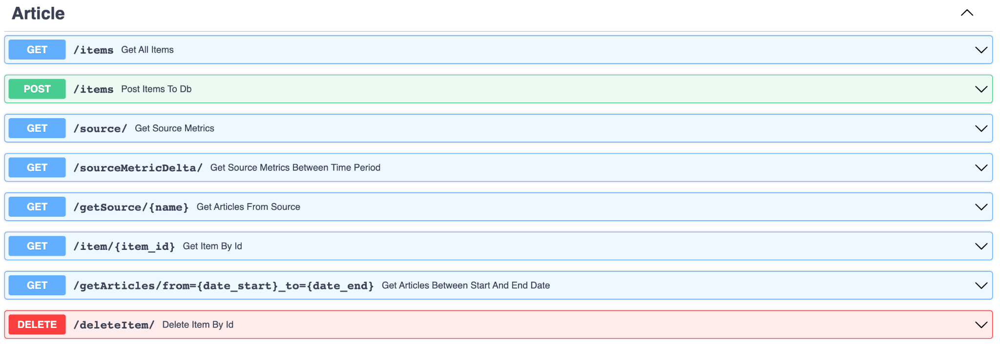 Article
GET /items Get All Items
POST /items Post Items To Db
GET /source/ Get Source Metrics
GET /sourceMetricDelta/ Get Source Metrics Between Time Period
GET /getSource/{name} Get Articles From Source
GET /item/{item_id} Get Item By Id
GET /getArticles/from={date_start}_to={date_end} Get Articles Between Start And End Date
DELETE /deleteItem/ Delete Item By Id